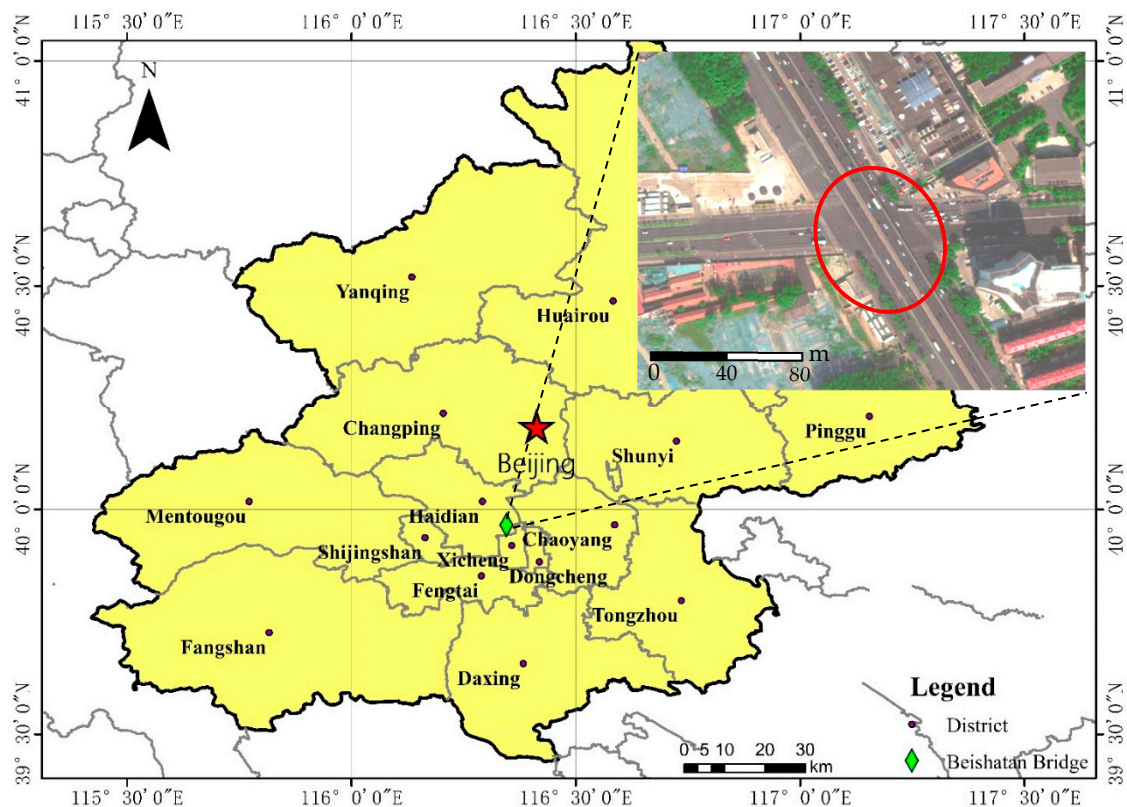 115° 30′ 0″E
116° 0′ 0″E
116° 30′ 0″E
117° 0′ 0″E
117° 30′ 0″E
41° 0′ 0″N
41° 0′ 0″N
N
40° 30′ 0″N
40° 30′ 0″N
Yanqing
Huairou
0 40 80 m
Changping
Beijing
Shunyi
Pinggu
40° 0′ 0″N
40° 0′ 0″N
Mentougou
Haidian
Chaoyang
Shijingshan
Xicheng
Dongcheng
Fengtai
Tongzhou
Fangshan
Daxing
Legend
District
Beishatan Bridge
0 5 10 20 30
km
39° 30′ 0″N
39° 30′ 0″N
115° 30′ 0″E
116° 0′ 0″E
116° 30′ 0″E
117° 0′ 0″E
117° 30′ 0″E